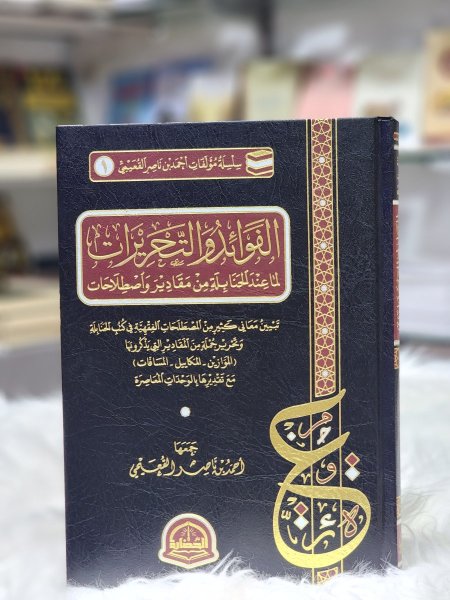 سلسلة مؤلفات أحمد بن ناصر القعيمي
١
الفوائد والتحريرات
لما عند الحنابلة من مقادير واصطلاحات
تبيين معاني كثير من المصطلحات الفقهية في كتب الحنابلة
وتحرير جملة من المقادير التي يذكرونها
(الموازين - المكاييل - المسافات)
مع تقديرها بالوحدات المعاصرة
جمعها
أحمد بن ناصر القعيمي